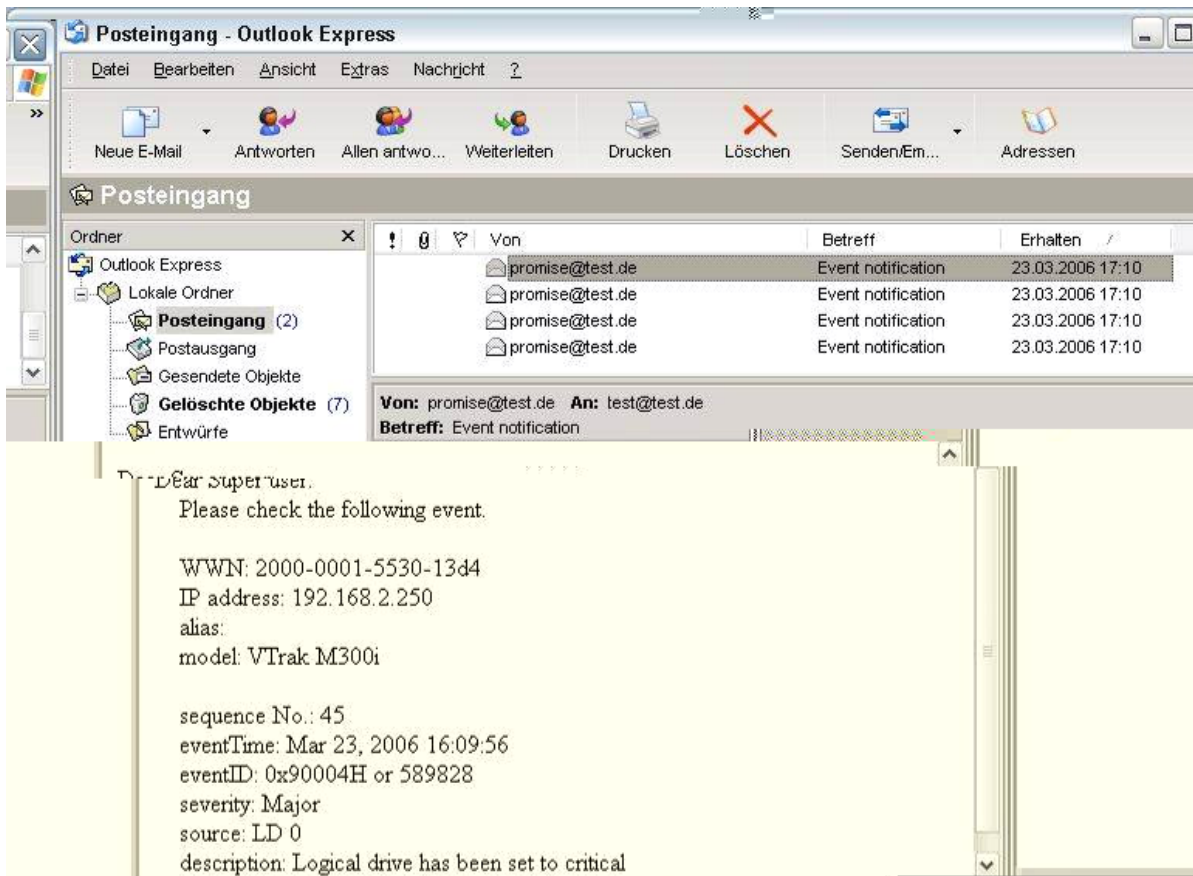 Posteingang - Outlook Express
Datei Bearbeiten Ansicht Extras Nachricht ?
»
Neue E-Mail Antworten Allen antwo... Weiterleiten Drucken Löschen Senden/Em... Adressen
Posteingang
Ordner
Outlook Express
Lokale Ordner
Posteingang (2)
Postausgang
Gesendete Objekte
Gelöschte Objekte (7)
Entwürfe
! Von Betreff Erhalten
promise@test.de Event notification 23.03.2006 17:10
promise@test.de Event notification 23.03.2006 17:10
promise@test.de Event notification 23.03.2006 17:10
promise@test.de Event notification 23.03.2006 17:10
Von: promise@test.de An: test@test.de
Betreff: Event notification
Dear Superuser.
Please check the following event.
WWN: 2000-0001-5530-13d4
IP address: 192.168.2.250
alias:
model: VTrak M300i
sequence No.: 45
eventTime: Mar 23, 2006 16:09:56
eventID: 0x90004H or 589828
severity: Major
source: LD 0
description: Logical drive has been set to critical